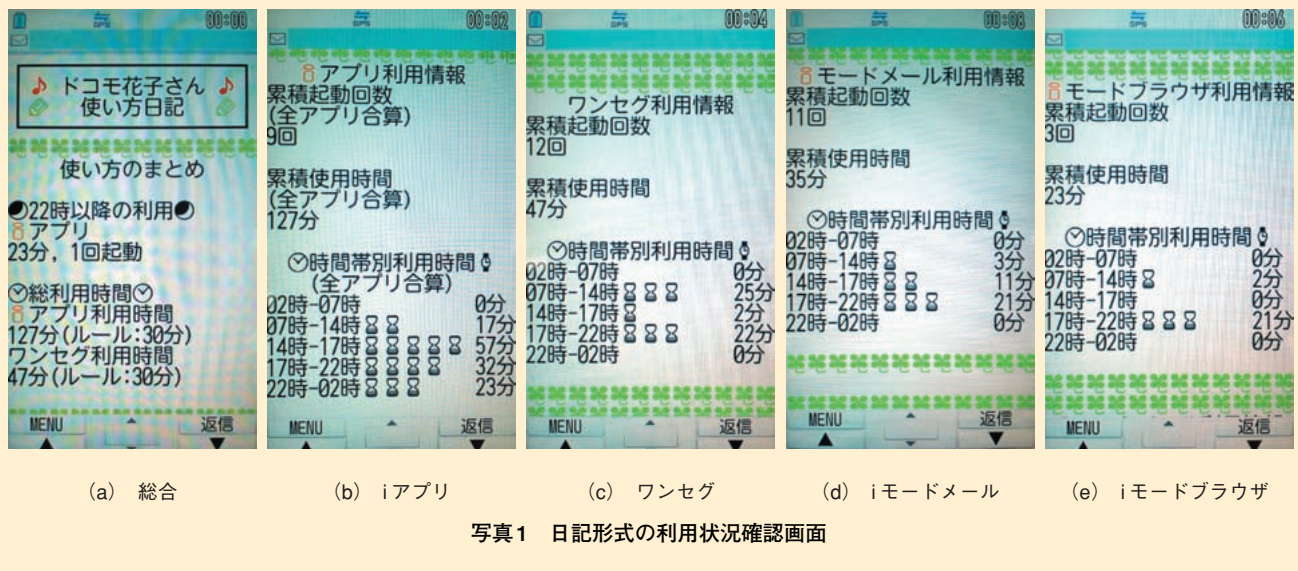 00:00
GPS
♪ ドコモ花子さん ♪
使い方日記
使い方のまとめ
22時以降の利用
iアプリ
23分，1回起動
総利用時間
iアプリ利用時間
127分(ルール:30分)
ワンセグ利用時間
47分(ルール:30分)
MENU
返信
00:02
GPS
iアプリ利用情報
累積起動回数
(全アプリ合算)
9回
累積使用時間
(全アプリ合算)
127分
時間帯別利用時間
(全アプリ合算)
02時-07時 0分
07時-14時 17分
14時-17時 57分
17時-22時 32分
22時-02時 23分
MENU
返信
00:04
GPS
ワンセグ利用情報
累積起動回数
12回
累積使用時間
47分
時間帯別利用時間
02時-07時 0分
07時-14時 25分
14時-17時 2分
17時-22時 22分
22時-02時 0分
MENU
返信
00:08
GPS
iモードメール利用情報
累積起動回数
11回
累積使用時間
35分
時間帯別利用時間
02時-07時 0分
07時-14時 3分
14時-17時 11分
17時-22時 21分
22時-02時 0分
MENU
返信
00:06
GPS
iモードブラウザ利用情報
累積起動回数
3回
累積使用時間
23分
時間帯別利用時間
02時-07時 0分
07時-14時 2分
14時-17時 0分
17時-22時 21分
22時-02時 0分
MENU
返信
（a） 総合
（b） iアプリ
（c） ワンセグ
（d） iモードメール
（e） iモードブラウザ
写真1 日記形式の利用状況確認画面